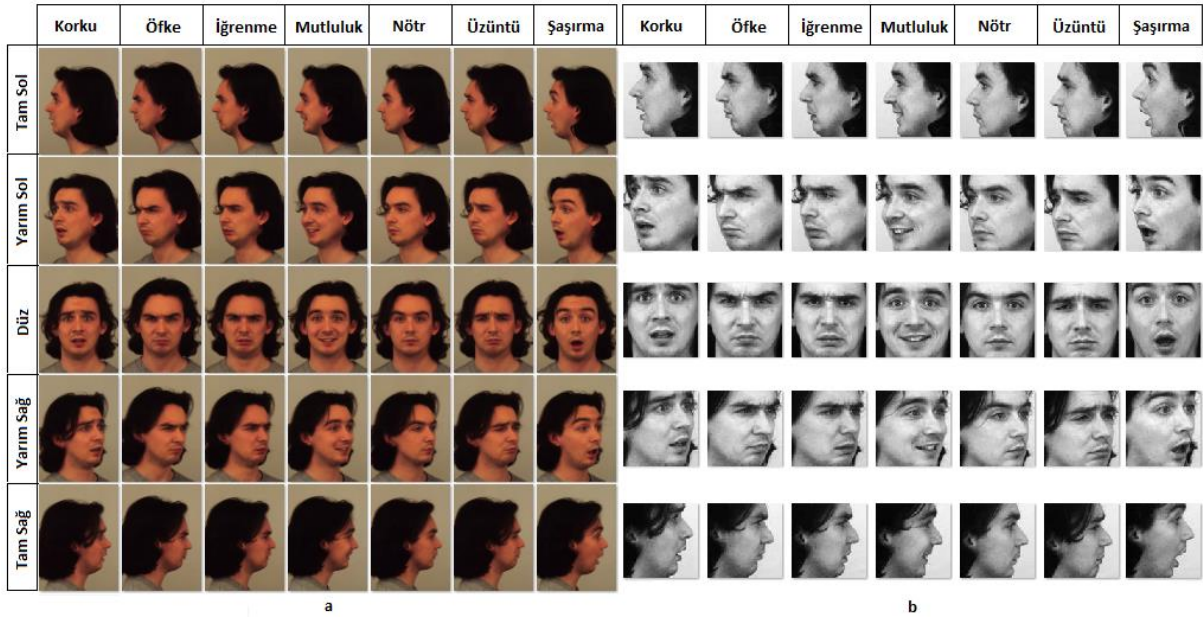 Korku Öfke İğrenme Mutluluk Nötr Üzüntü Şaşırma Korku Öfke İğrenme Mutluluk Nötr Üzüntü Şaşırma
Tam Sol
Yarım Sol
Düz
Yarım Sağ
Tam Sağ
a b